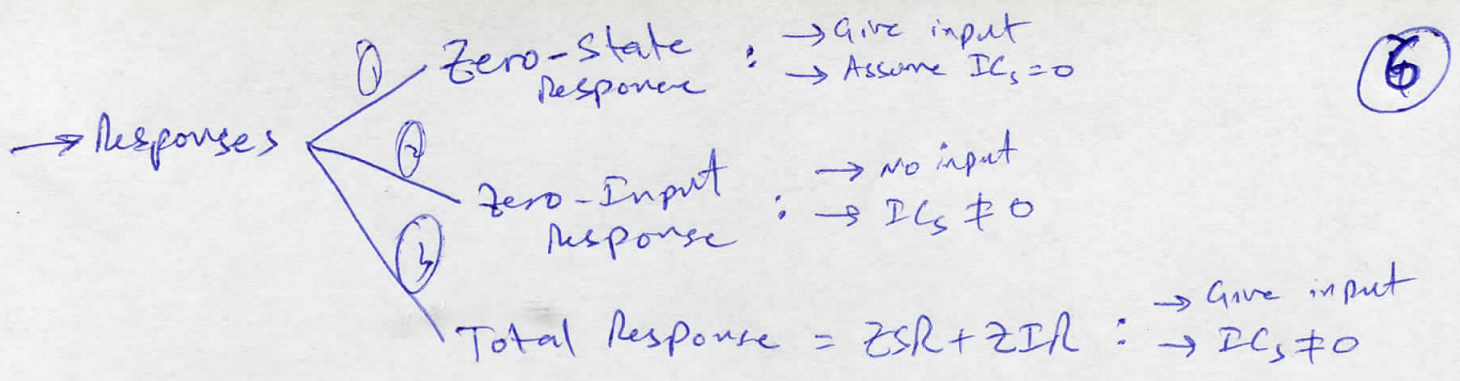 → Responses
① Zero-State Response : → Give input
→ Assume ICs=0
② Zero-Input Response : → No input
→ ICs ≠ 0
③ Total Response = ZSR + ZIR : → Give input
→ ICs ≠ 0
6